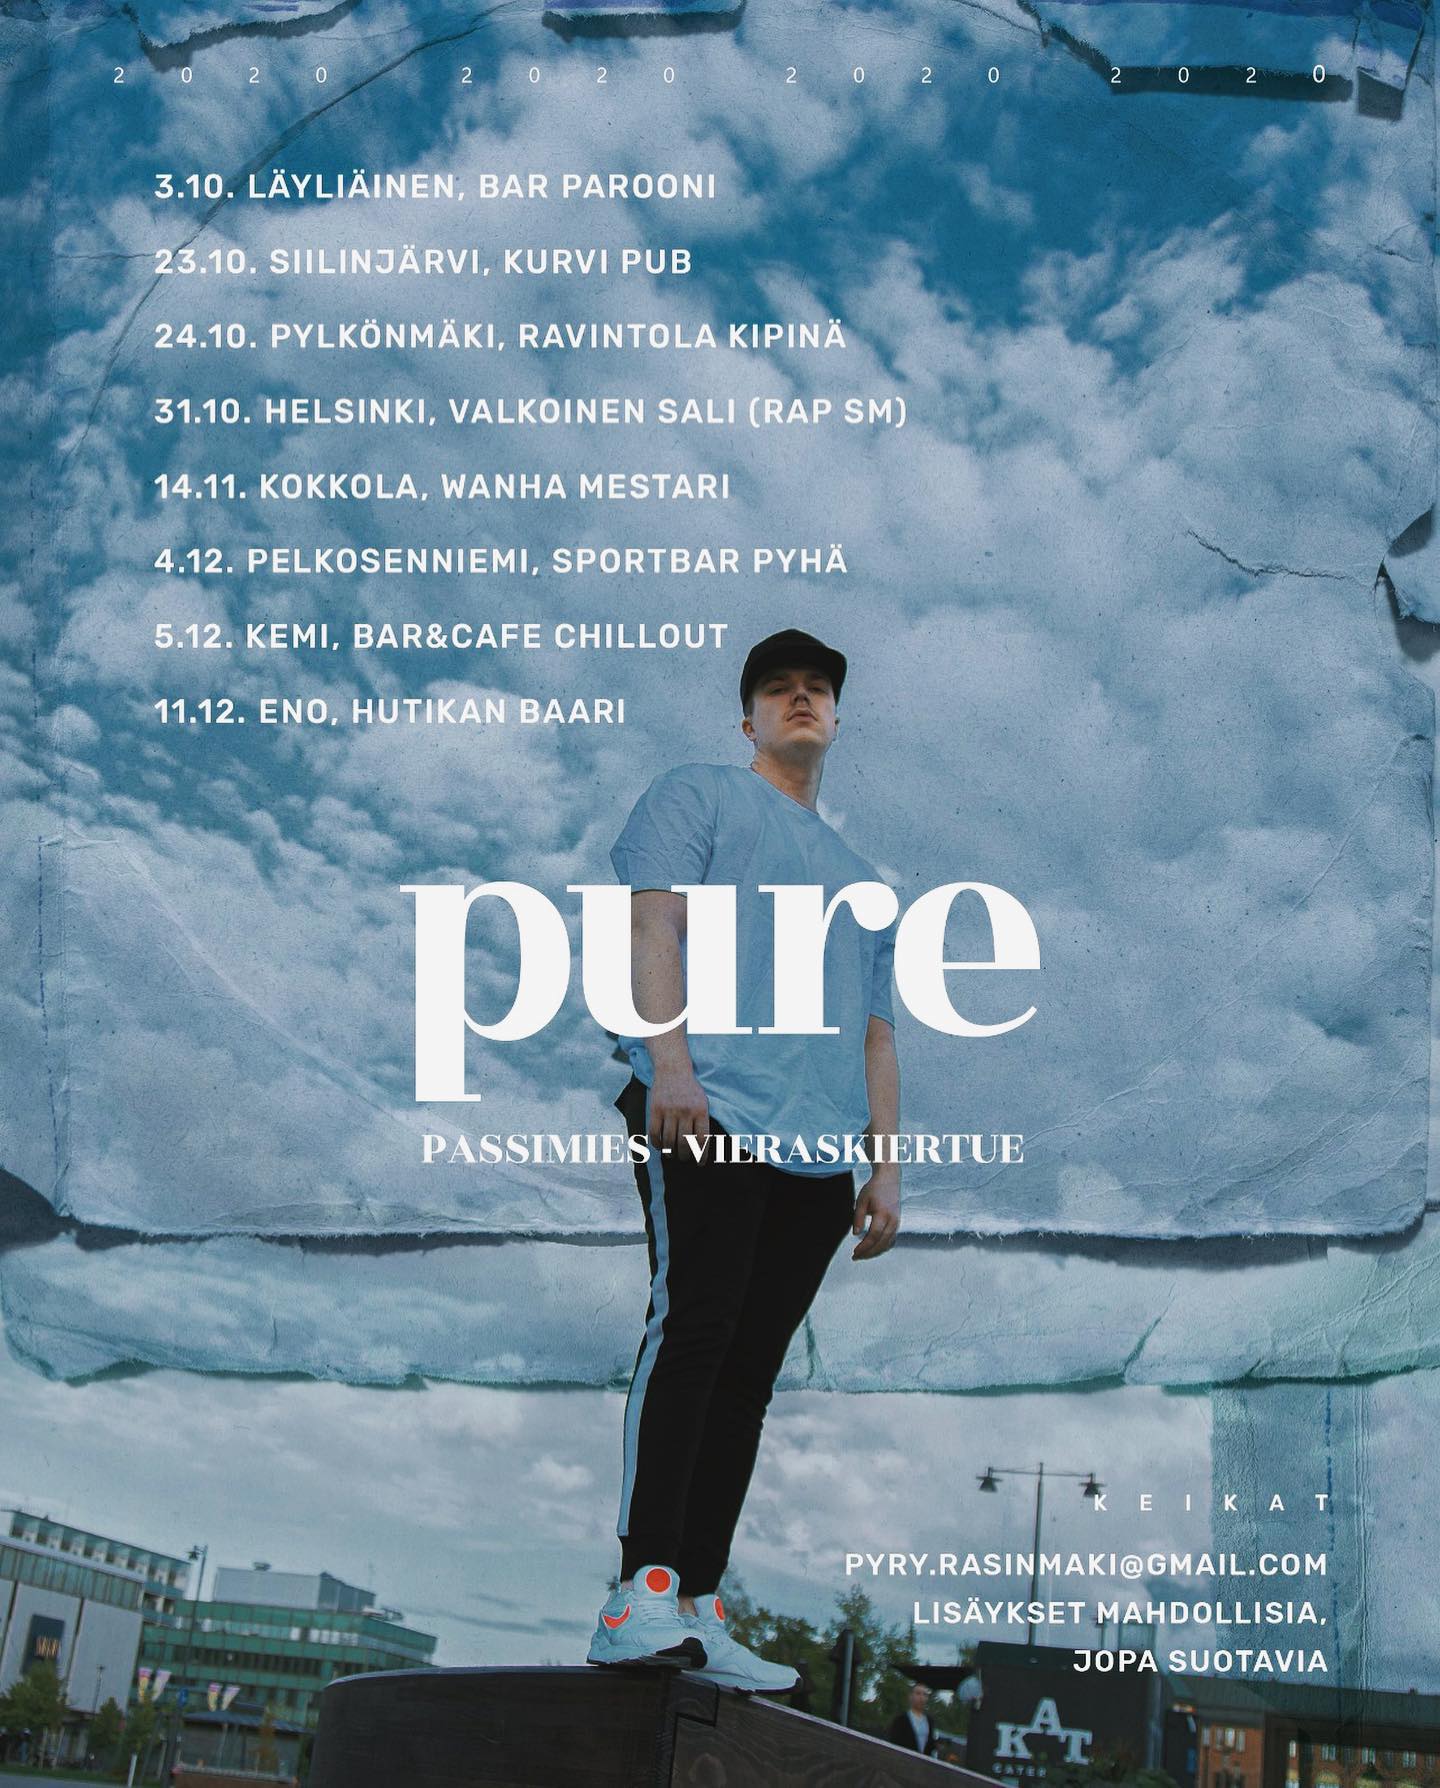 2 0 2 0 2 0 2 0 2 0 2 0 2 0 2 0
3.10. LÄYLIÄINEN, BAR PAROONI
23.10. SIILINJÄRVI, KURVI PUB
24.10. PYLKÖNMÄKI, RAVINTOLA KIPINÄ
31.10. HELSINKI, VALKOINEN SALI (RAP SM)
14.11. KOKKOLA, WANHA MESTARI
4.12. PELKOSENNIEMI, SPORTBAR PYHÄ
5.12. KEMI, BAR&CAFE CHILLOUT
11.12. ENO, HUTIKAN BAARI
pure
PASSIMIES - VIERASKIERTUE
KEIKAT
PYRY.RASINMAKI@GMAIL.COM
LISÄYKSET MAHDOLLISIA,
JOPA SUOTAVIA
KAT
CATER